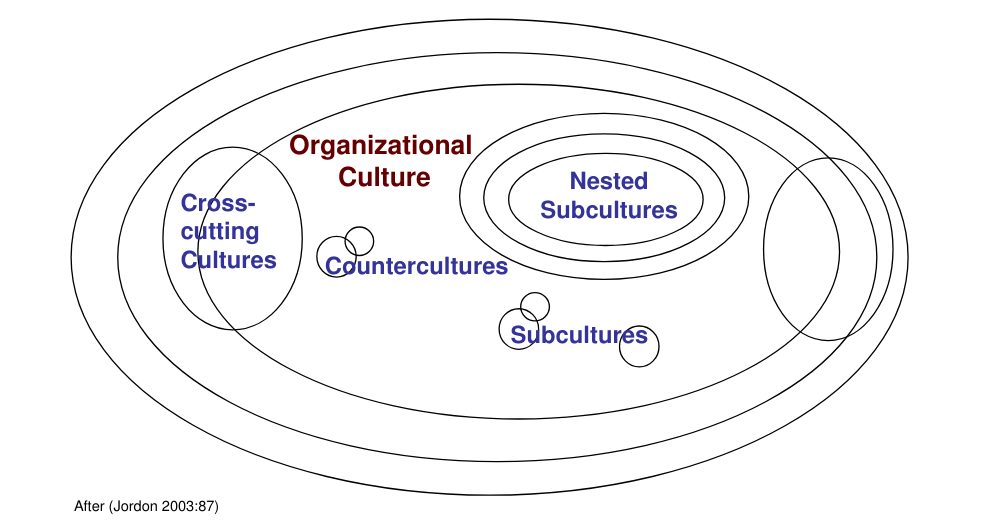 Organizational
Culture
Nested
Subcultures
Cross-
cutting
Cultures
Countercultures
Subcultures
After (Jordon 2003:87)